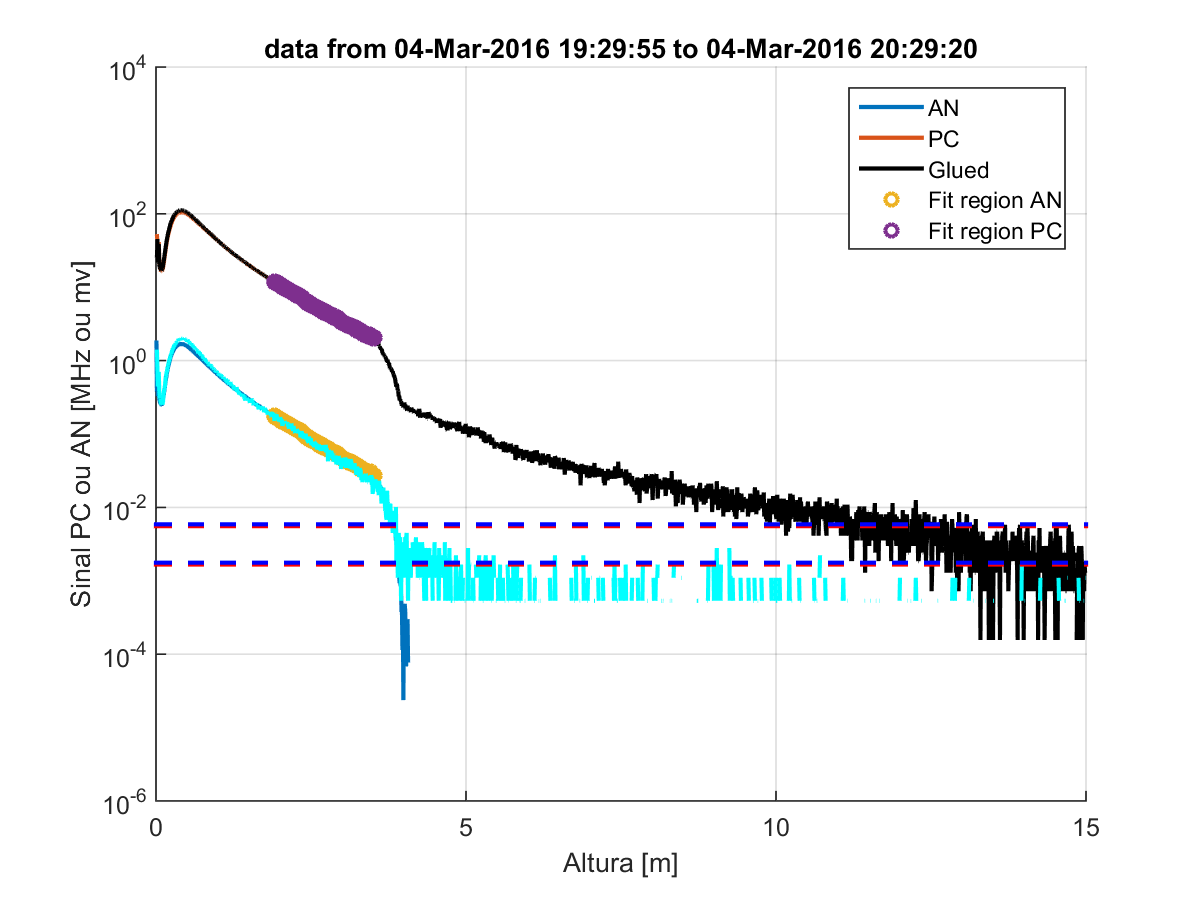 data from 04-Mar-2016 19:29:55 to 04-Mar-2016 20:29:20
10^4
10^2
10^0
10^-2
10^-4
10^-6
Sinal PC ou AN [MHz ou mv]
AN
PC
Glued
Fit region AN
Fit region PC
0 5 10 15
Altura [m]